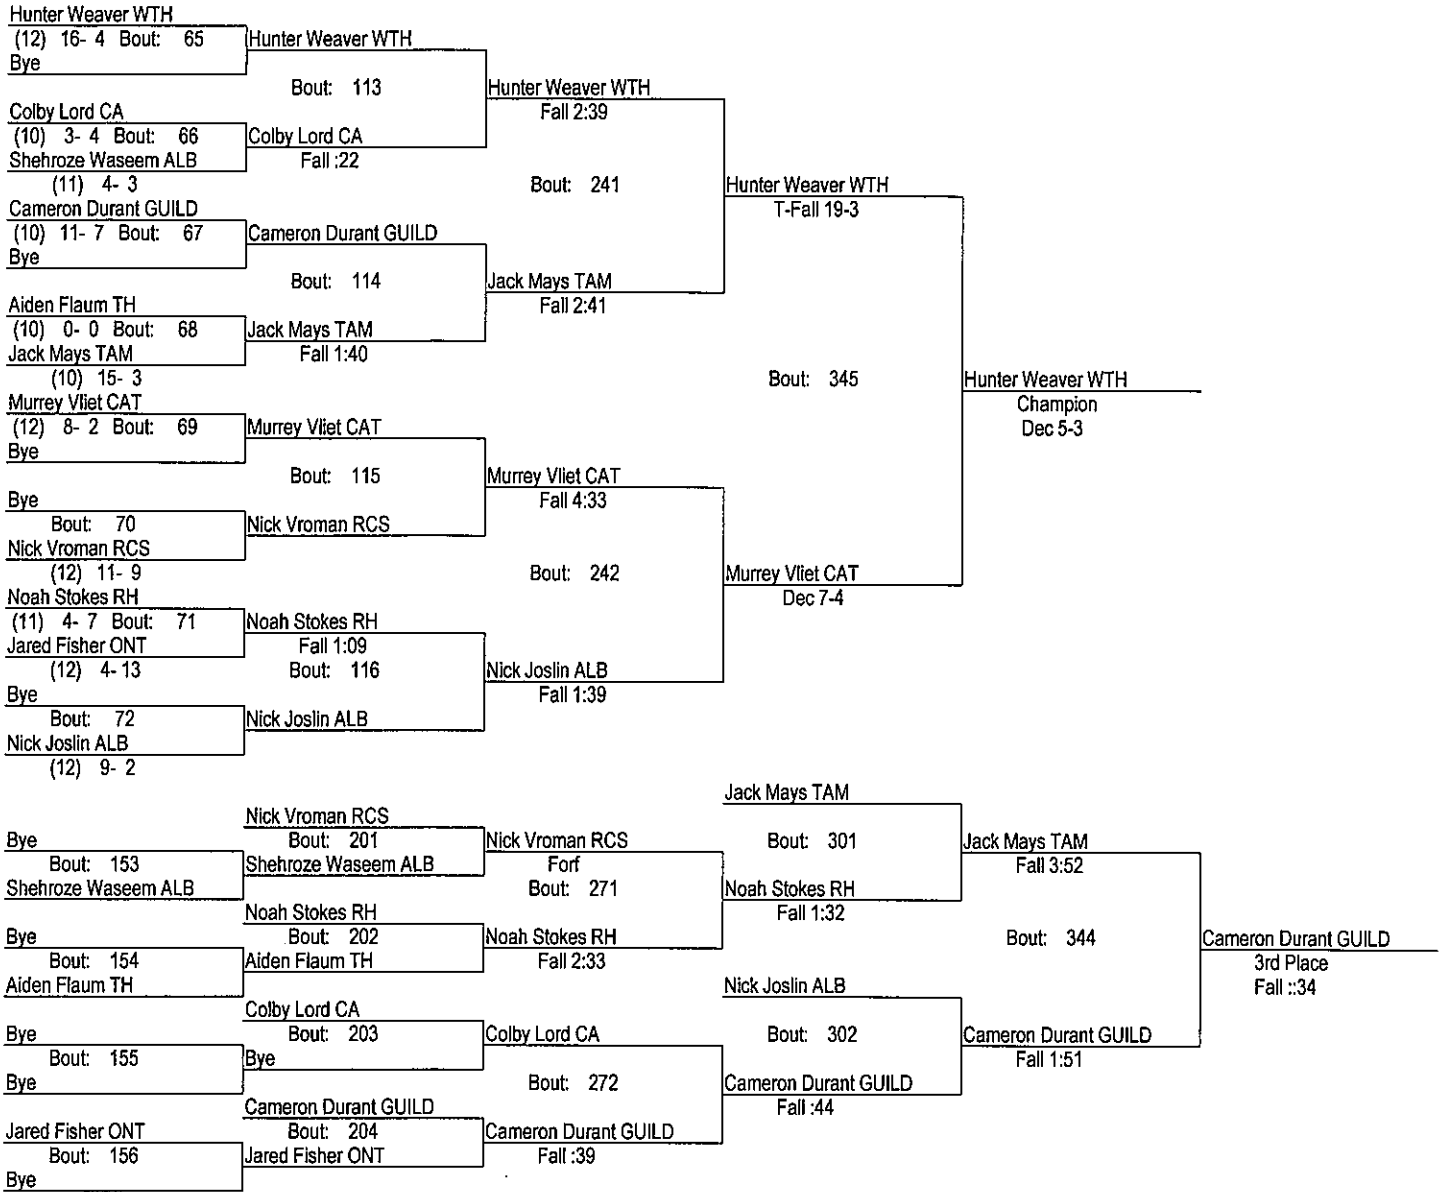 Hunter Weaver WTH
(12) 16- 4 Bout: 65
Bye
Hunter Weaver WTH
Bout: 113
Colby Lord CA
(10) 3- 4 Bout: 66
Shehroze Waseem ALB
(11) 4- 3
Colby Lord CA
Fall :22
Hunter Weaver WTH
Fall 2:39
Bout: 241
Cameron Durant GUILD
(10) 11- 7 Bout: 67
Bye
Cameron Durant GUILD
Bout: 114
Aiden Flaum TH
(10) 0- 0 Bout: 68
Jack Mays TAM
(10) 15- 3
Jack Mays TAM
Fall 1:40
Jack Mays TAM
Fall 2:41
Hunter Weaver WTH
T-Fall 19-3
Bout: 345
Hunter Weaver WTH
Champion
Dec 5-3
Murrey Vliet CAT
(12) 8- 2 Bout: 69
Bye
Murrey Vliet CAT
Bout: 115
Bye
Bout: 70
Nick Vroman RCS
(12) 11- 9
Nick Vroman RCS
Murrey Vliet CAT
Fall 4:33
Bout: 242
Murrey Vliet CAT
Dec 7-4
Noah Stokes RH
(11) 4- 7 Bout: 71
Jared Fisher ONT
(12) 4- 13
Noah Stokes RH
Fall 1:09
Bout: 116
Bye
Bout: 72
Nick Joslin ALB
(12) 9- 2
Nick Joslin ALB
Nick Joslin ALB
Fall 1:39
Bye
Bout: 153
Shehroze Waseem ALB
Nick Vroman RCS
Bout: 201
Shehroze Waseem ALB
Nick Vroman RCS
Forf
Bout: 271
Bye
Bout: 154
Aiden Flaum TH
Noah Stokes RH
Bout: 202
Aiden Flaum TH
Noah Stokes RH
Fall 2:33
Jack Mays TAM
Bout: 301
Noah Stokes RH
Fall 1:32
Jack Mays TAM
Fall 3:52
Bout: 344
Cameron Durant GUILD
3rd Place
Fall ::34
Bye
Bout: 155
Bye
Colby Lord CA
Bout: 203
Bye
Colby Lord CA
Bout: 272
Jared Fisher ONT
Bout: 156
Bye
Cameron Durant GUILD
Bout: 204
Jared Fisher ONT
Cameron Durant GUILD
Fall :39
Nick Joslin ALB
Bout: 302
Cameron Durant GUILD
Fall :44
Cameron Durant GUILD
Fall 1:51